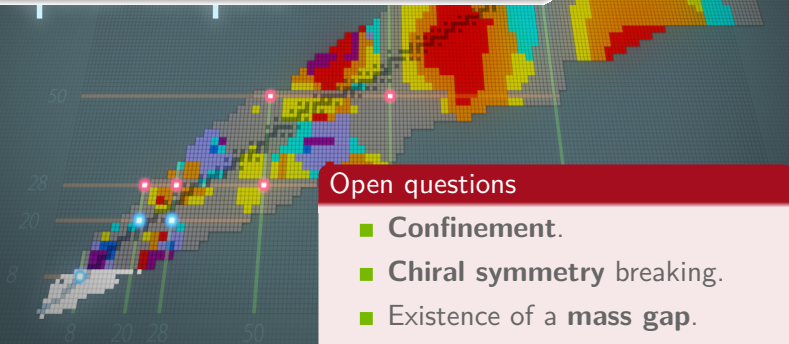 50
28
20
8
8 20 28 50
Open questions
Confinement.
Chiral symmetry breaking.
Existence of a mass gap.